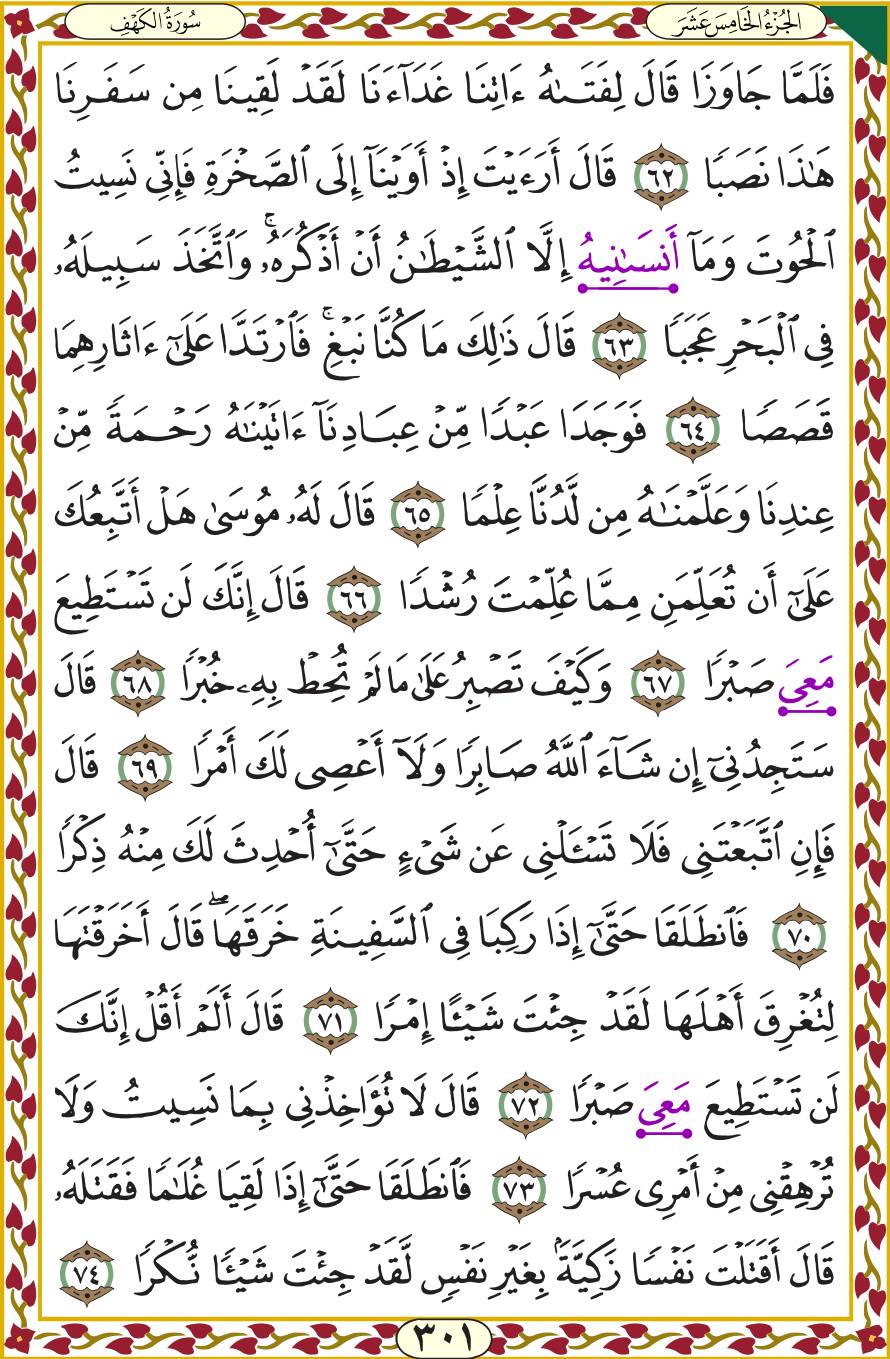 الجُزْءُ الخَامِسَ عَشَرَ
سُورَةُ الكَهْفِ
فَلَمَّا جَاوَزَا قَالَ لِفَتَىٰهُ ءَاتِنَا غَدَآءَنَا لَقَدۡ لَقِينَا مِن سَفَرِنَا
هَٰذَا نَصَبٗا ٦٢ قَالَ أَرَءَيۡتَ إِذۡ أَوَيۡنَآ إِلَى ٱلصَّخۡرَةِ فَإِنِّي نَسِيتُ
ٱلۡحُوتَ وَمَآ أَنسَىٰنِيهُ إِلَّا ٱلشَّيۡطَٰنُ أَنۡ أَذۡكُرَهُۥۚ وَٱتَّخَذَ سَبِيلَهُۥ
فِي ٱلۡبَحۡرِ عَجَبٗا ٦٣ قَالَ ذَٰلِكَ مَا كُنَّا نَبۡغِۚ فَٱرۡتَدَّا عَلَىٰٓ ءَاثَارِهِمَا
قَصَصٗا ٦٤ فَوَجَدَا عَبۡدٗا مِّنۡ عِبَادِنَآ ءَاتَيۡنَٰهُ رَحۡمَةٗ مِّنۡ
عِندِنَا وَعَلَّمۡنَٰهُ مِن لَّدُنَّا عِلۡمٗا ٦٥ قَالَ لَهُۥ مُوسَىٰ هَلۡ أَتَّبِعُكَ
عَلَىٰٓ أَن تُعَلِّمَنِ مِمَّا عُلِّمۡتَ رُشۡدٗا ٦٦ قَالَ إِنَّكَ لَن تَسۡتَطِيعَ
مَعِيَ صَبۡرٗا ٦٧ وَكَيۡفَ تَصۡبِرُ عَلَىٰ مَا لَمۡ تُحِطۡ بِهِۦ خُبۡرٗا ٦٨ قَالَ
سَتَجِدُنِيٓ إِن شَآءَ ٱللَّهُ صَابِرٗا وَلَآ أَعۡصِي لَكَ أَمۡرٗا ٦٩ قَالَ
فَإِنِ ٱتَّبَعۡتَنِي فَلَا تَسۡـَٔلۡنِي عَن شَيۡءٍ حَتَّىٰٓ أُحۡدِثَ لَكَ مِنۡهُ ذِكۡرٗا
٧٠ فَٱنطَلَقَا حَتَّىٰٓ إِذَا رَكِبَا فِي ٱلسَّفِينَةِ خَرَقَهَاۖ قَالَ أَخَرَقۡتَهَا
لِتُغۡرِقَ أَهۡلَهَا لَقَدۡ جِئۡتَ شَيۡـًٔا إِمۡرٗا ٧١ قَالَ أَلَمۡ أَقُلۡ إِنَّكَ
لَن تَسۡتَطِيعَ مَعِيَ صَبۡرٗا ٧٢ قَالَ لَا تُؤَاخِذۡنِي بِمَا نَسِيتُ وَلَا
تُرۡهِقۡنِي مِنۡ أَمۡرِي عُسۡرٗا ٧٣ فَٱنطَلَقَا حَتَّىٰٓ إِذَا لَقِيَا غُلَٰمٗا فَقَتَلَهُۥ
قَالَ أَقَتَلۡتَ نَفۡسٗا زَكِيَّةَۢ بِغَيۡرِ نَفۡسٖ لَّقَدۡ جِئۡتَ شَيۡـٔٗا نُّكۡرٗا ٧٤
٣٠١